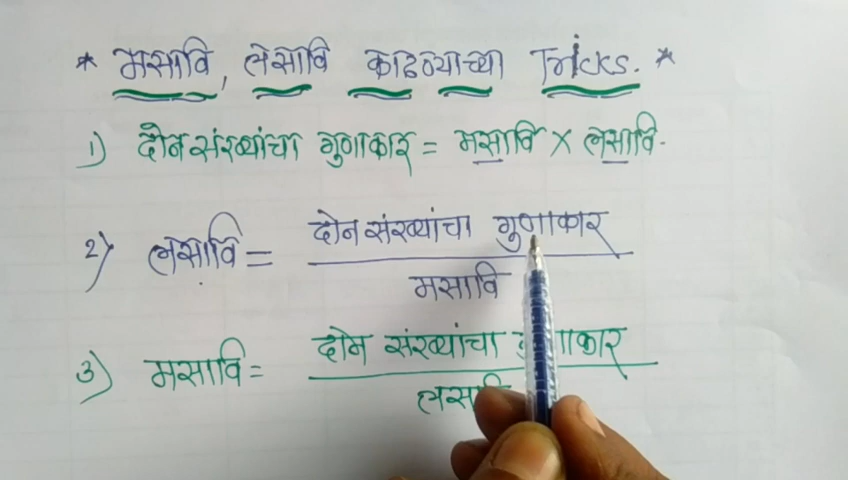 * मसावि, लसावि काढण्याच्या Tricks. *
1) दोन संख्यांचा गुणाकार = मसावि X लसावि.
2) लसावि = दोन संख्यांचा गुणाकार
मसावि
3) मसावि = दोन संख्यांचा